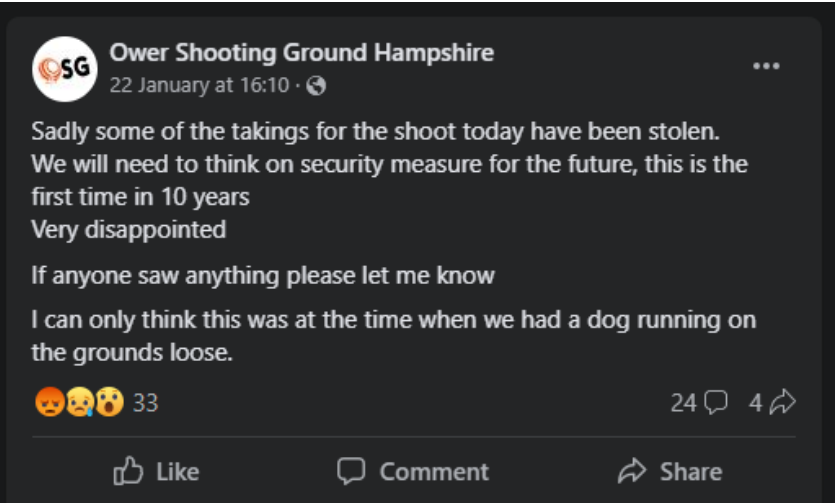 OSG
Ower Shooting Ground Hampshire
22 January at 16:10 ·
Sadly some of the takings for the shoot today have been stolen.
We will need to think on security measure for the future, this is the
first time in 10 years
Very disappointed
If anyone saw anything please let me know
I can only think this was at the time when we had a dog running on
the grounds loose.
33
24 4
Like Comment Share